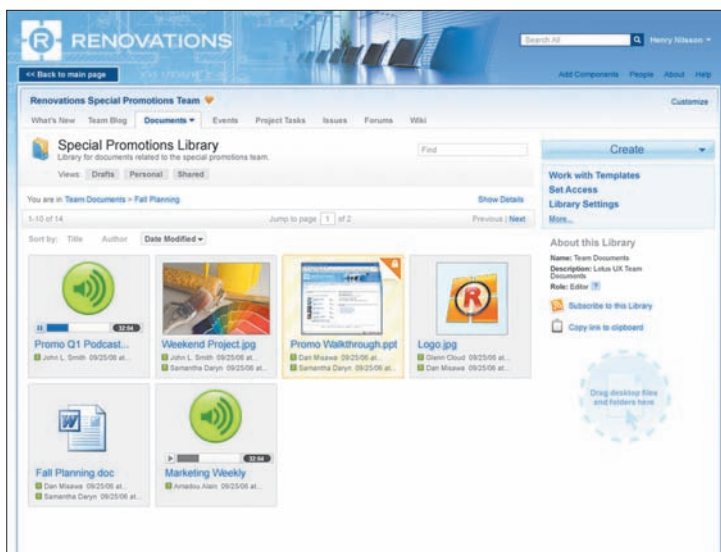 R RENOVATIONS
Search All
Henry Nilsson
<< Back to main page
Add Components People About Help
Renovations Special Promotions Team
Customize
What's New Team Blog Documents Events Project Tasks Issues Forums Wiki
Special Promotions Library
Library for documents related to the special promotions team.
Find
Views: Drafts Personal Shared
Create
Work with Templates
Set Access
Library Settings
More...
You are in Team Documents > Fall Planning
Show Details
1-10 of 14
Jump to page 1 of 2
Previous | Next
Sort by: Title Author Date Modified
About this Library
Name: Team Documents
Description: Lotus UX Team
Documents
Role: Editor ?
Subscribe to this Library
Copy link to clipboard
Drag desktop files
and folders here
32:04
Promo Q1 Podcast...
John L. Smith 09/25/06 at...
Weekend Project.jpg
John L. Smith 09/25/06 at...
Samantha Daryn 09/25/06 at...
Promo Walkthrough.ppt
Dan Misawa 09/25/06 at...
Samantha Daryn 09/25/06 at...
R
Logo.jpg
Glenn Cloud 09/25/06 at...
Dan Misawa 09/25/06 at...
W
Fall Planning.doc
Dan Misawa 09/25/06 at...
Samantha Daryn 09/25/06 at...
32:04
Marketing Weekly
Amadou Alain 09/25/06 at...